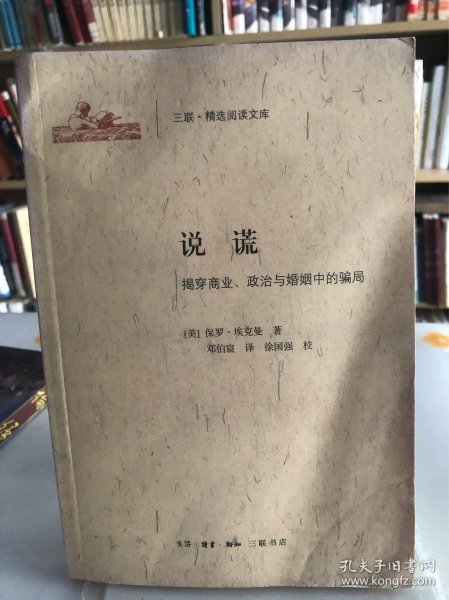 三联·精选阅读文库
说 谎
揭穿商业、政治与婚姻中的骗局
[美] 保罗·埃克曼 著
邓伯宸 译 徐国强 校
生活·读书·新知 三联书店
孔夫子旧书网
www.kongfz.com